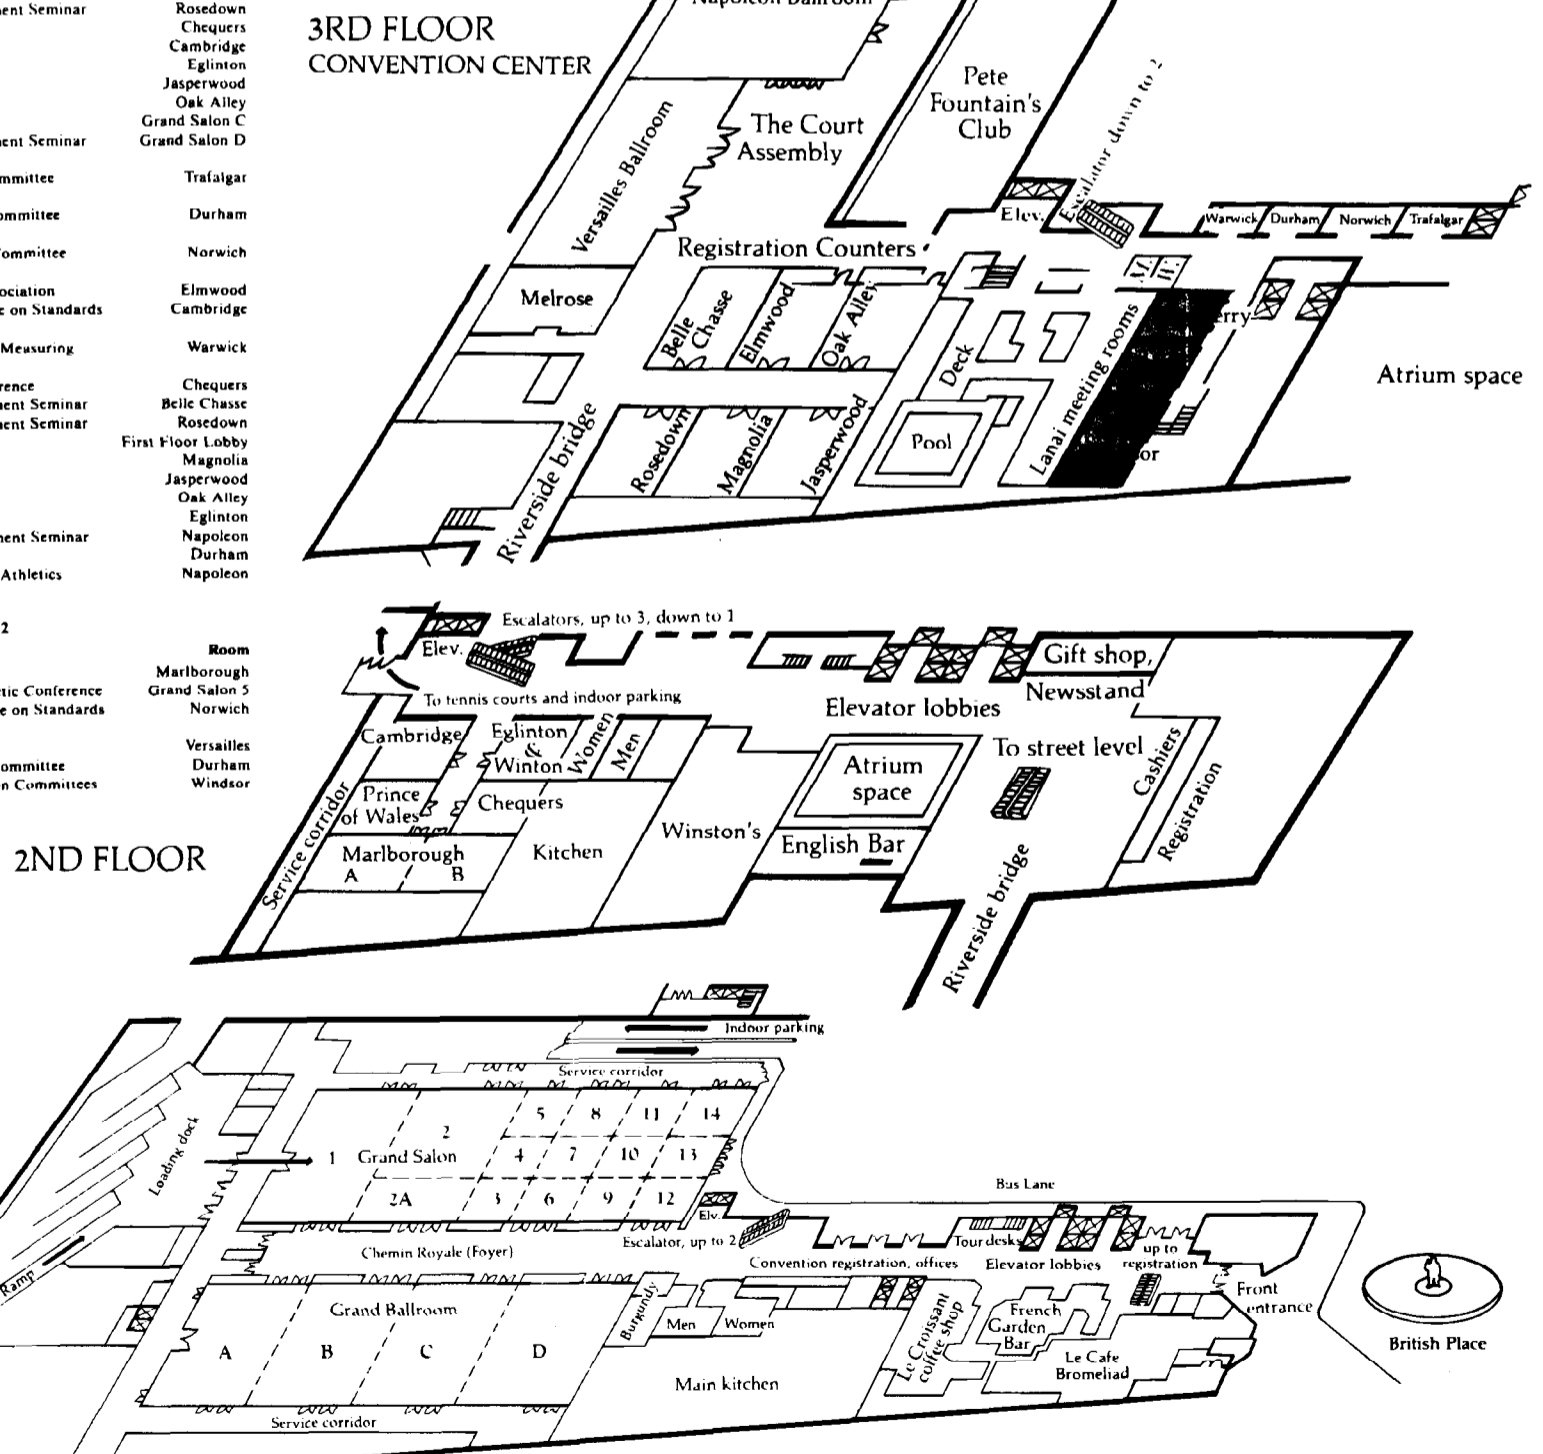 ent Seminar Rosedown
Chequers
Cambridge
Eglinton
Jasperwood
Oak Alley
Grand Salon C
ent Seminar Grand Salon D
mmittee Trafalgar
ommittee Durham
ommittee Norwich
ociation Elmwood
e on Standards Cambridge
Measuring Warwick
rence Chequers
ent Seminar Belle Chasse
ent Seminar Rosedown
First Floor Lobby
Magnolia
Jasperwood
Oak Alley
Eglinton
ent Seminar Napoleon
Durham
Athletics Napoleon
2
Room
Marlborough
tic Conference Grand Salon 5
e on Standards Norwich
Versailles
ommittee Durham
n Committees Windsor
3RD FLOOR
CONVENTION CENTER
Napoleon Ballroom
Pete
Fountain's
Club
The Court
Assembly
Versailles Ballroom
Escalator down to 2
Elev.
Warwick
Durham
Norwich
Trafalgar
Registration Counters
Melrose
Belle
Chasse
Elmwood
Oak Alley
M.
Deck
Lanai meeting rooms
erry
Atrium space
Riverside bridge
Rosedown
Magnolia
Jasperwood
Pool
or
2ND FLOOR
Escalators, up to 3, down to 1
Elev.
To tennis courts and indoor parking
Gift shop,
Newsstand
Elevator lobbies
Cambridge
Eglinton
&
Winton
Women
Men
To street level
Cashiers
Registration
Atrium
space
Prince
of Wales
Chequers
Winston's
English Bar
Service corridor
Marlborough
A B
Kitchen
Riverside bridge
Indoor parking
Service corridor
Loading dock
5 8 11 14
2
1 Grand Salon 4 7 10 13
2A 3 6 9 12
Bus Lane
Elv.
Escalator, up to 2
Tour desks
Chemin Royale (Foyer)
Convention registration, offices
Elevator lobbies
up to
registration
Ramp
Front
entrance
Grand Ballroom
A B C D
Burgundy
Men
Women
Le Croissant
coffee shop
French
Garden
Bar
Le Cafe
Bromeliad
British Place
Main kitchen
Service corridor